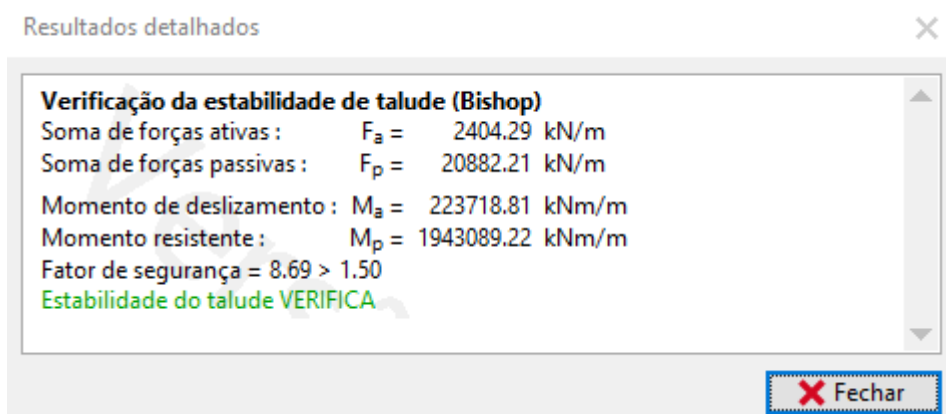 Resultados detalhados
Verificação da estabilidade de talude (Bishop)
Soma de forças ativas : Fa = 2404.29 kN/m
Soma de forças passivas : Fp = 20882.21 kN/m
Momento de deslizamento : Ma = 223718.81 kNm/m
Momento resistente : Mp = 1943089.22 kNm/m
Fator de segurança = 8.69 > 1.50
Estabilidade do talude VERIFICA
Fechar